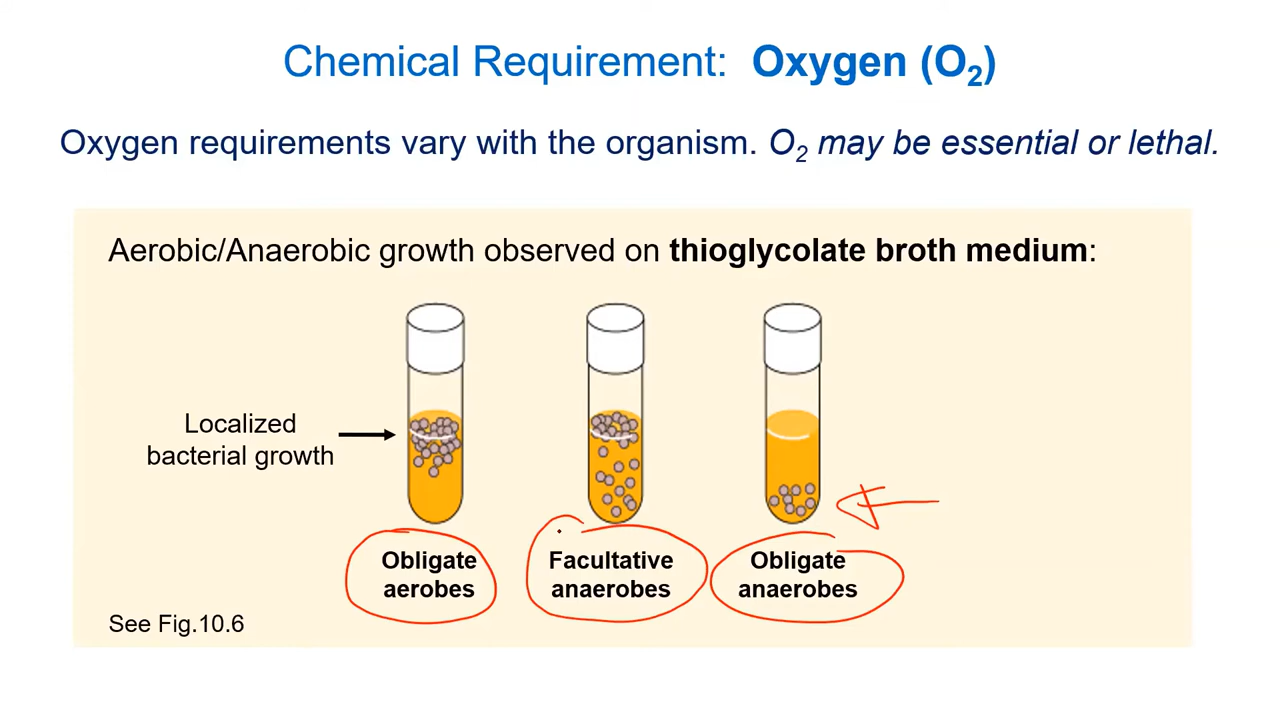 Chemical Requirement: Oxygen (O₂)
Oxygen requirements vary with the organism. O₂ may be essential or lethal.
Aerobic/Anaerobic growth observed on thioglycolate broth medium:
Localized
bacterial growth
Obligate
aerobes
Facultative
anaerobes
Obligate
anaerobes
See Fig.10.6